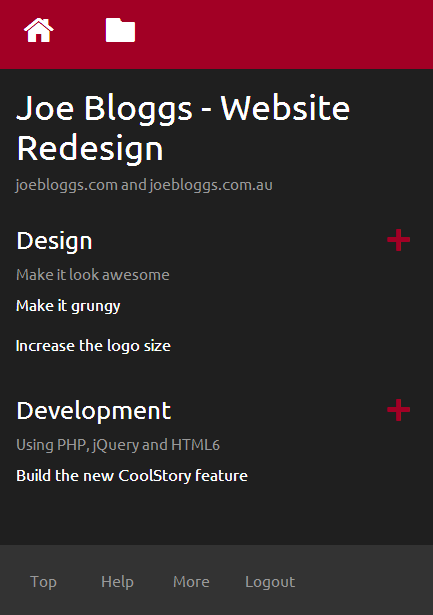 Joe Bloggs - Website
Redesign
joebloggs.com and joebloggs.com.au
Design
Make it look awesome
Make it grungy
Increase the logo size
Development
Using PHP, jQuery and HTML6
Build the new CoolStory feature
Top Help More Logout